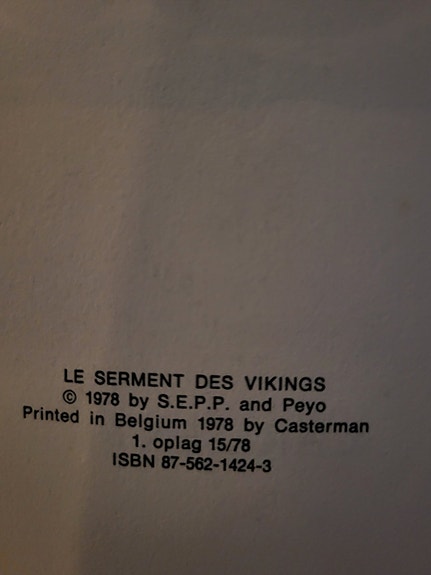 LE SERMENT DES VIKINGS
© 1978 by S.E.P.P. and Peyo
Printed in Belgium 1978 by Casterman
1. oplag 15/78
ISBN 87-562-1424-3